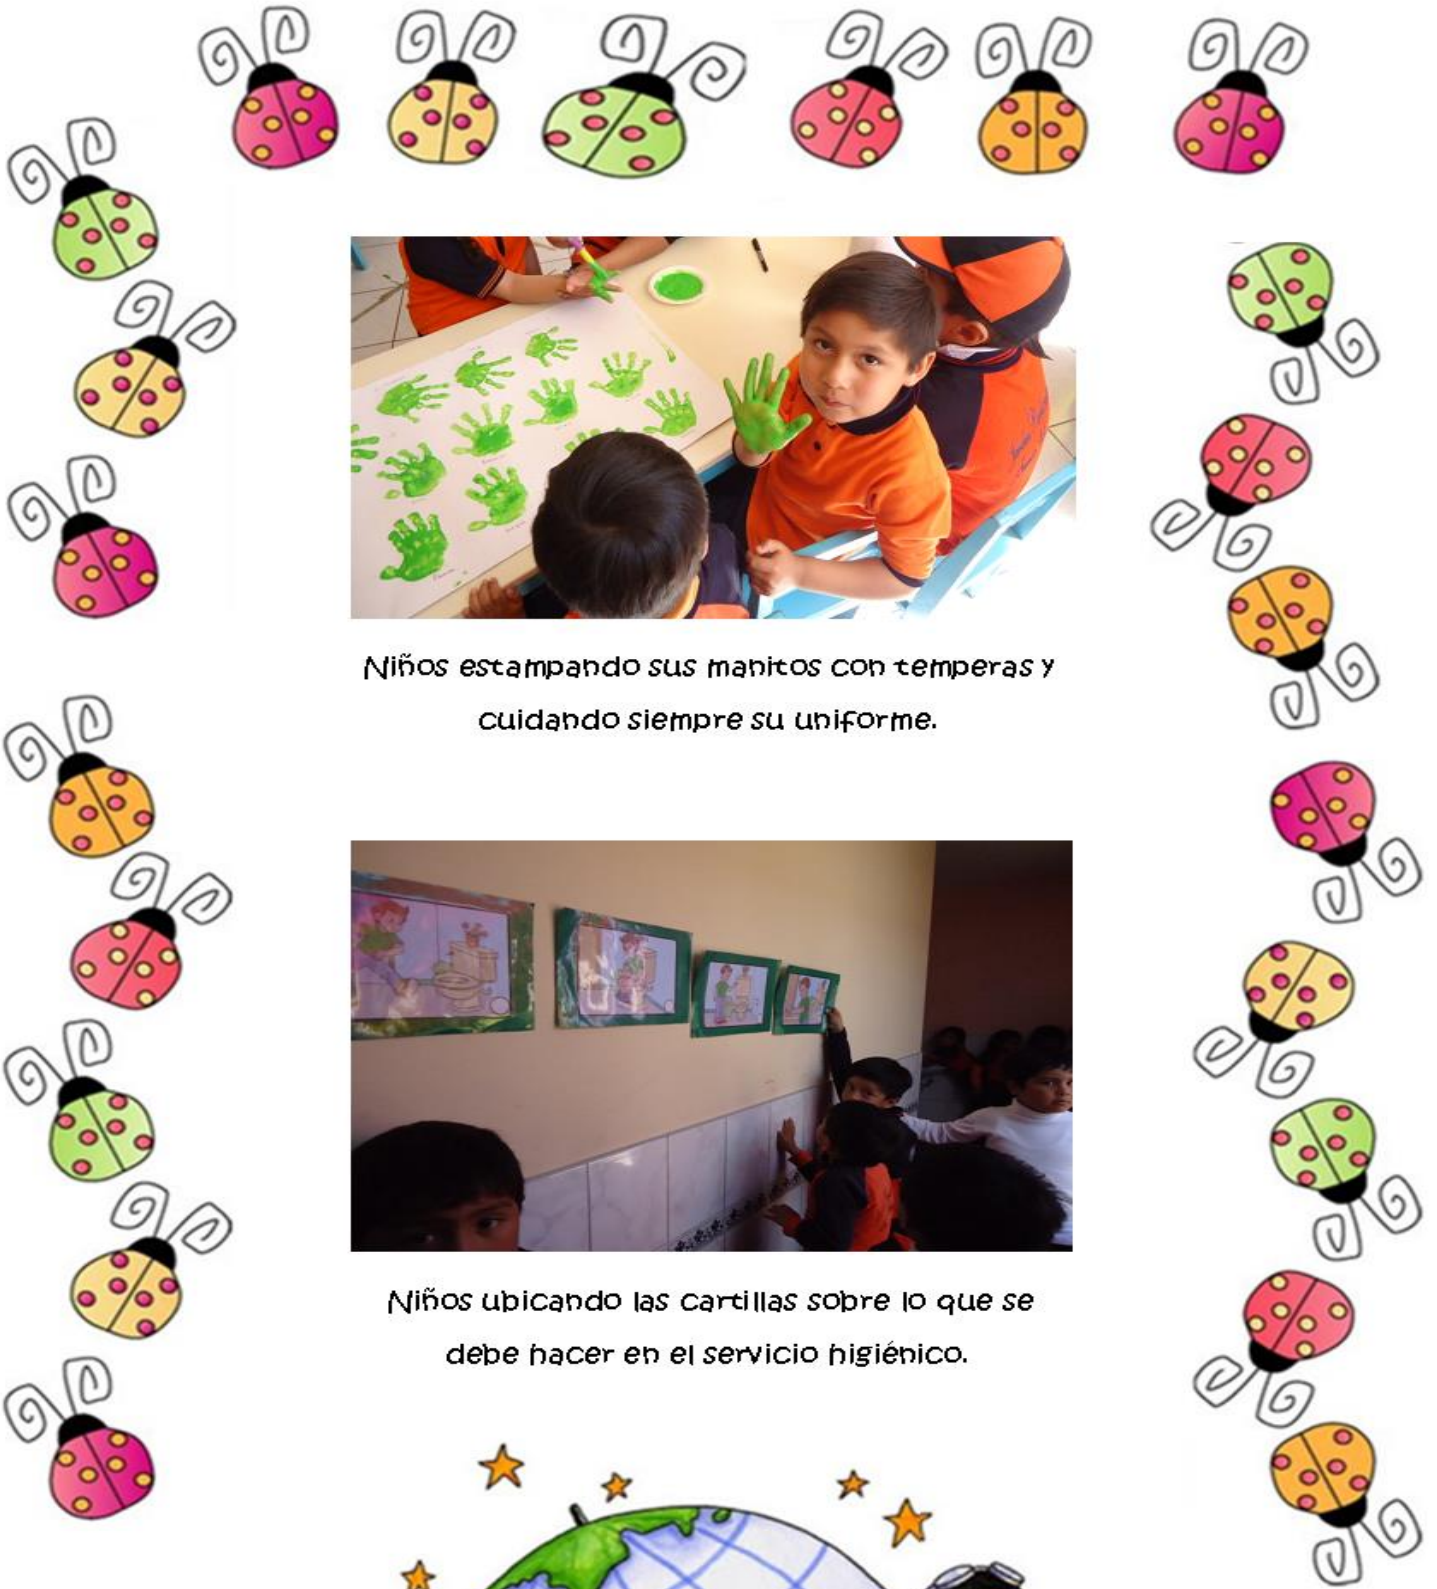 Niños estampando sus manitos con temperas y
cuidando siempre su uniforme.
Niños ubicando las cartillas sobre lo que se
debe hacer en el servicio higiénico.